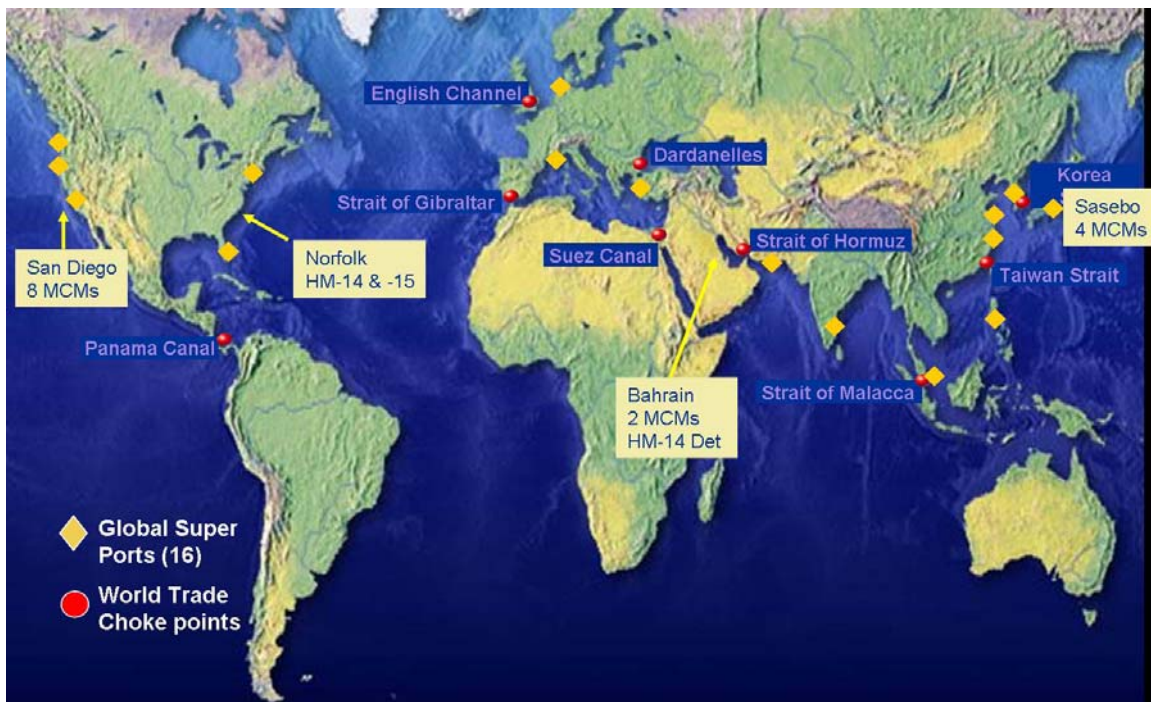 English Channel
Dardanelles
Korea
Strait of Gibraltar
Sasebo
4 MCMs
San Diego
8 MCMs
Norfolk
HM-14 & -15
Suez Canal
Strait of Hormuz
Taiwan Strait
Panama Canal
Bahrain
2 MCMs
HM-14 Det
Strait of Malacca
Global Super
Ports (16)
World Trade
Choke points